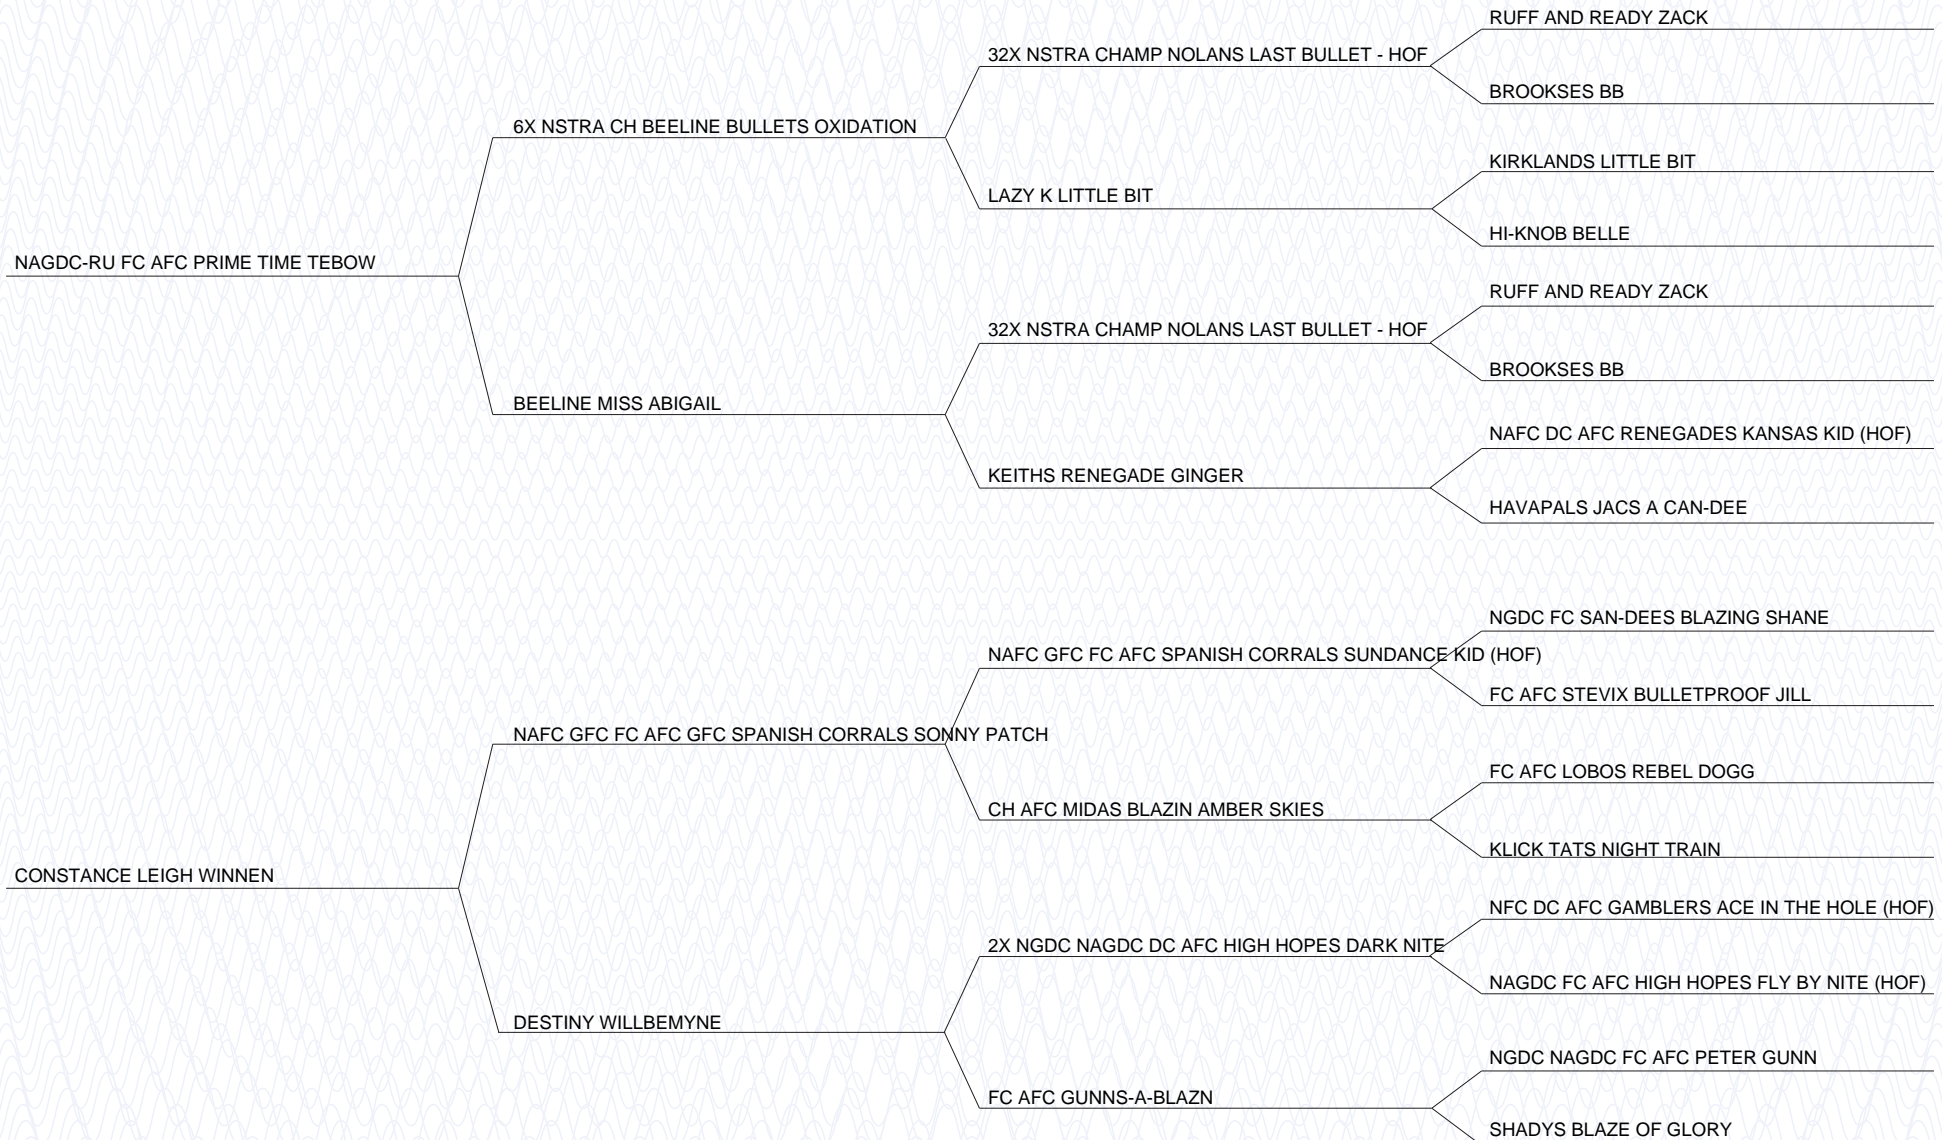 RUFF AND READY ZACK
32X NSTRA CHAMP NOLANS LAST BULLET - HOF
BROOKSES BB
6X NSTRA CH BEELINE BULLETS OXIDATION
KIRKLANDS LITTLE BIT
LAZY K LITTLE BIT
HI-KNOB BELLE
NAGDC-RU FC AFC PRIME TIME TEBOW
RUFF AND READY ZACK
32X NSTRA CHAMP NOLANS LAST BULLET - HOF
BROOKSES BB
BEELINE MISS ABIGAIL
NAFC DC AFC RENEGADES KANSAS KID (HOF)
KEITHS RENEGADE GINGER
HAVAPALS JACS A CAN-DEE
NGDC FC SAN-DEES BLAZING SHANE
NAFC GFC FC AFC SPANISH CORRALS SUNDANCE KID (HOF)
FC AFC STEVIX BULLETPROOF JILL
NAFC GFC FC AFC GFC SPANISH CORRALS SONNY PATCH
FC AFC LOBOS REBEL DOGG
CH AFC MIDAS BLAZIN AMBER SKIES
KLICK TATS NIGHT TRAIN
CONSTANCE LEIGH WINNEN
NFC DC AFC GAMBLERS ACE IN THE HOLE (HOF)
2X NGDC NAGDC DC AFC HIGH HOPES DARK NITE
NAGDC FC AFC HIGH HOPES FLY BY NITE (HOF)
DESTINY WILLBEMYNE
NGDC NAGDC FC AFC PETER GUNN
FC AFC GUNNS-A-BLAZN
SHADYS BLAZE OF GLORY